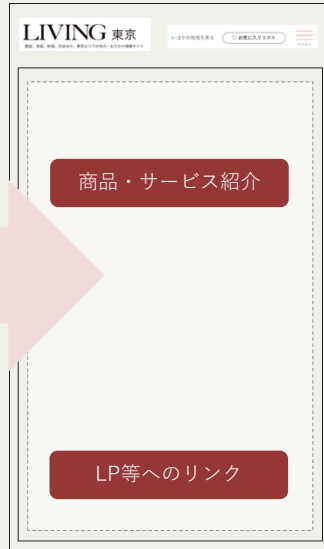 LIVING 東京
▷ほかの地域を見る
♡お気に入りリスト
メニュー
商品・サービス紹介
LP等へのリンク